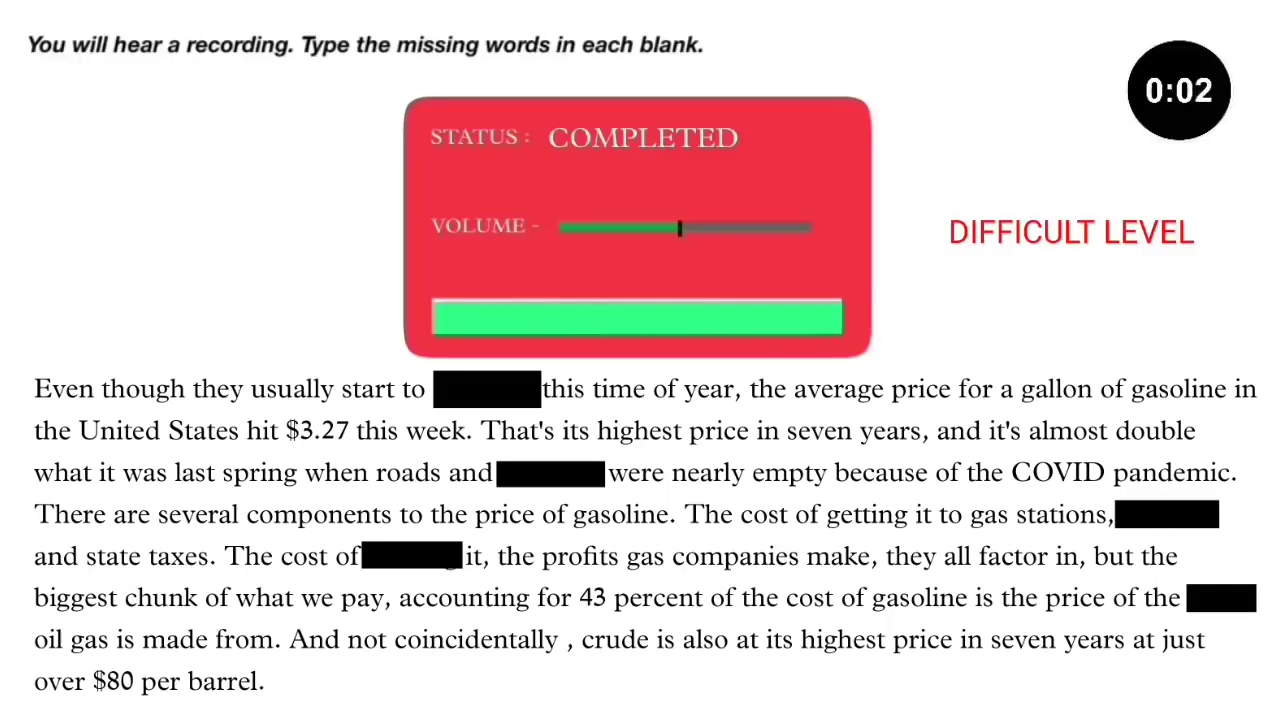 You will hear a recording. Type the missing words in each blank.
0:02
STATUS : COMPLETED
VOLUME -
DIFFICULT LEVEL
Even though they usually start to this time of year, the average price for a gallon of gasoline in
the United States hit $3.27 this week. That's its highest price in seven years, and it's almost double
what it was last spring when roads and were nearly empty because of the COVID pandemic.
There are several components to the price of gasoline. The cost of getting it to gas stations,
and state taxes. The cost of it, the profits gas companies make, they all factor in, but the
biggest chunk of what we pay, accounting for 43 percent of the cost of gasoline is the price of the
oil gas is made from. And not coincidentally , crude is also at its highest price in seven years at just
over $80 per barrel.